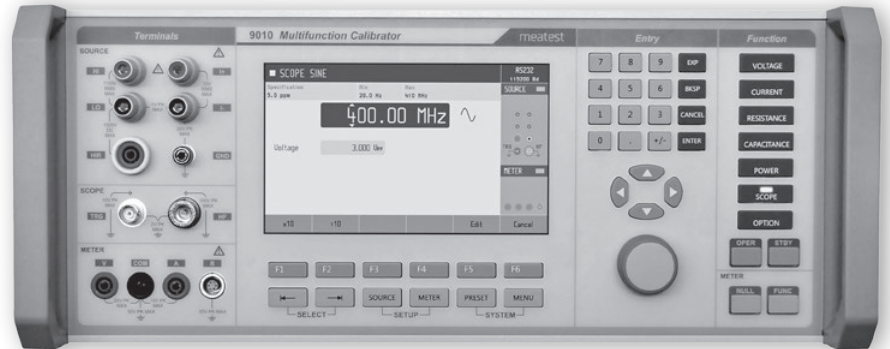 Terminals
SOURCE
HI
LO
HI
GND
SCOPE
TRG
HF
METER
V
COM
A
9010 Multifunction Calibrator
meatest
SCOPE SINE
RS232
Specification
Min
Max
5.0 ppm
20.0 Hz
410 MHz
SOURCE
400.00 MHz
Voltage
3.000
METER
x10
÷10
Edit
Cancel
F1 F2 F3 F4 F5 F6
SOURCE METER PRESET MENU
SELECT SETUP SYSTEM
Entry
7 8 9 EXP
4 5 6 BKSP
1 2 3 CANCEL
0 . +/- ENTER
Function
VOLTAGE
CURRENT
RESISTANCE
CAPACITANCE
POWER
SCOPE
OPTION
OPER STBY
METER
NULL FUNC